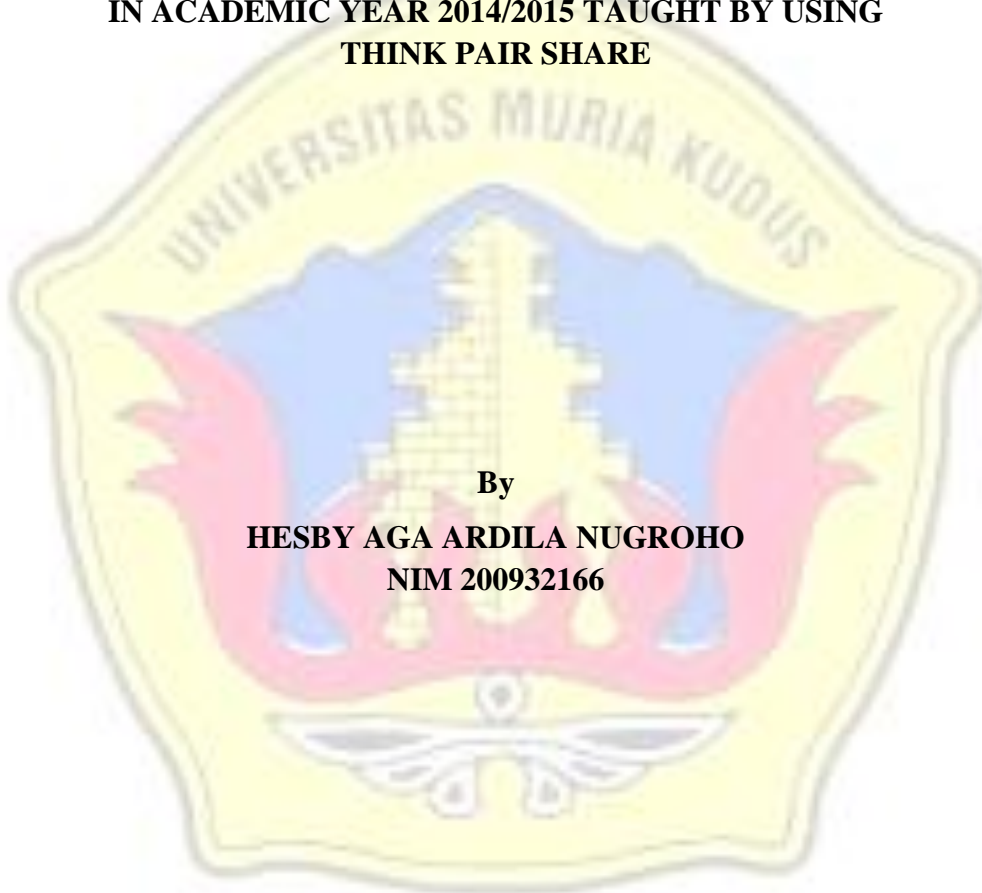 IN ACADEMIC YEAR 2014/2015 TAUGHT BY USING
THINK PAIR SHARE
UNIVERSITAS MURIA KUDUS
By
HESBY AGA ARDILA NUGROHO
NIM 200932166